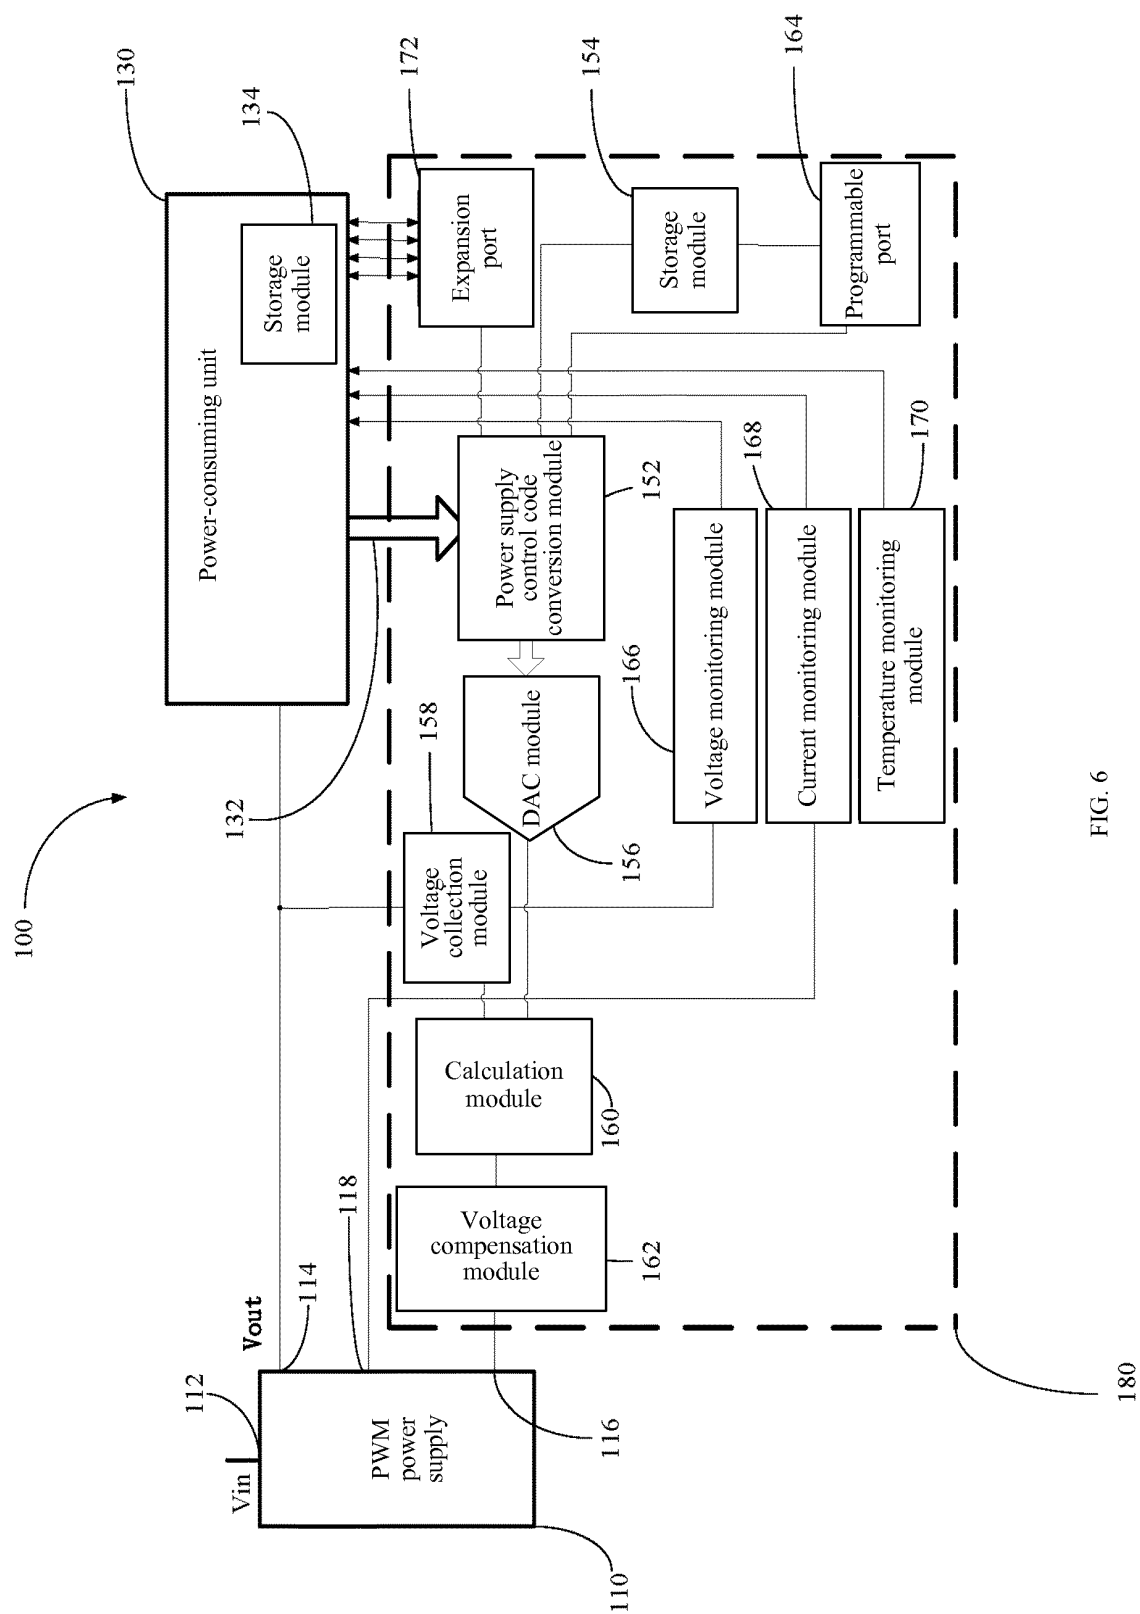 100
130
134
Power-consuming unit
Storage
module
172
154
164
Expansion
port
Storage
module
Programmable
port
132
Power supply
control code
conversion module
152
DAC module
156
158
Voltage
collection
module
166
Voltage monitoring module
168
Current monitoring module
170
Temperature monitoring
module
Calculation
module
160
Voltage
compensation
module
162
Vout
114
118
112
Vin
PWM
power
supply
116
110
180
FIG. 6